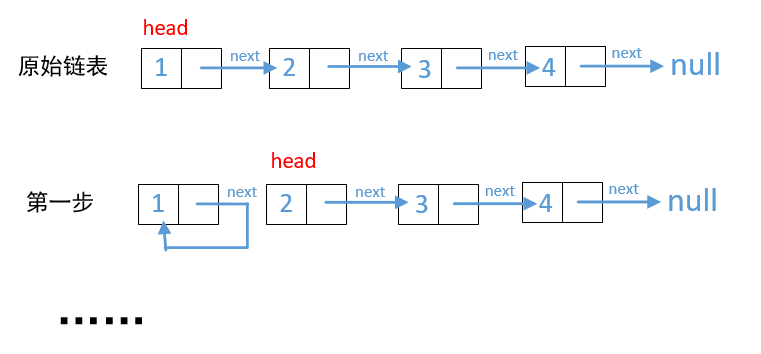 head
原始链表 1 next 2 next 3 next 4 next null
head
第一步 1 next 2 next 3 next 4 next null
……